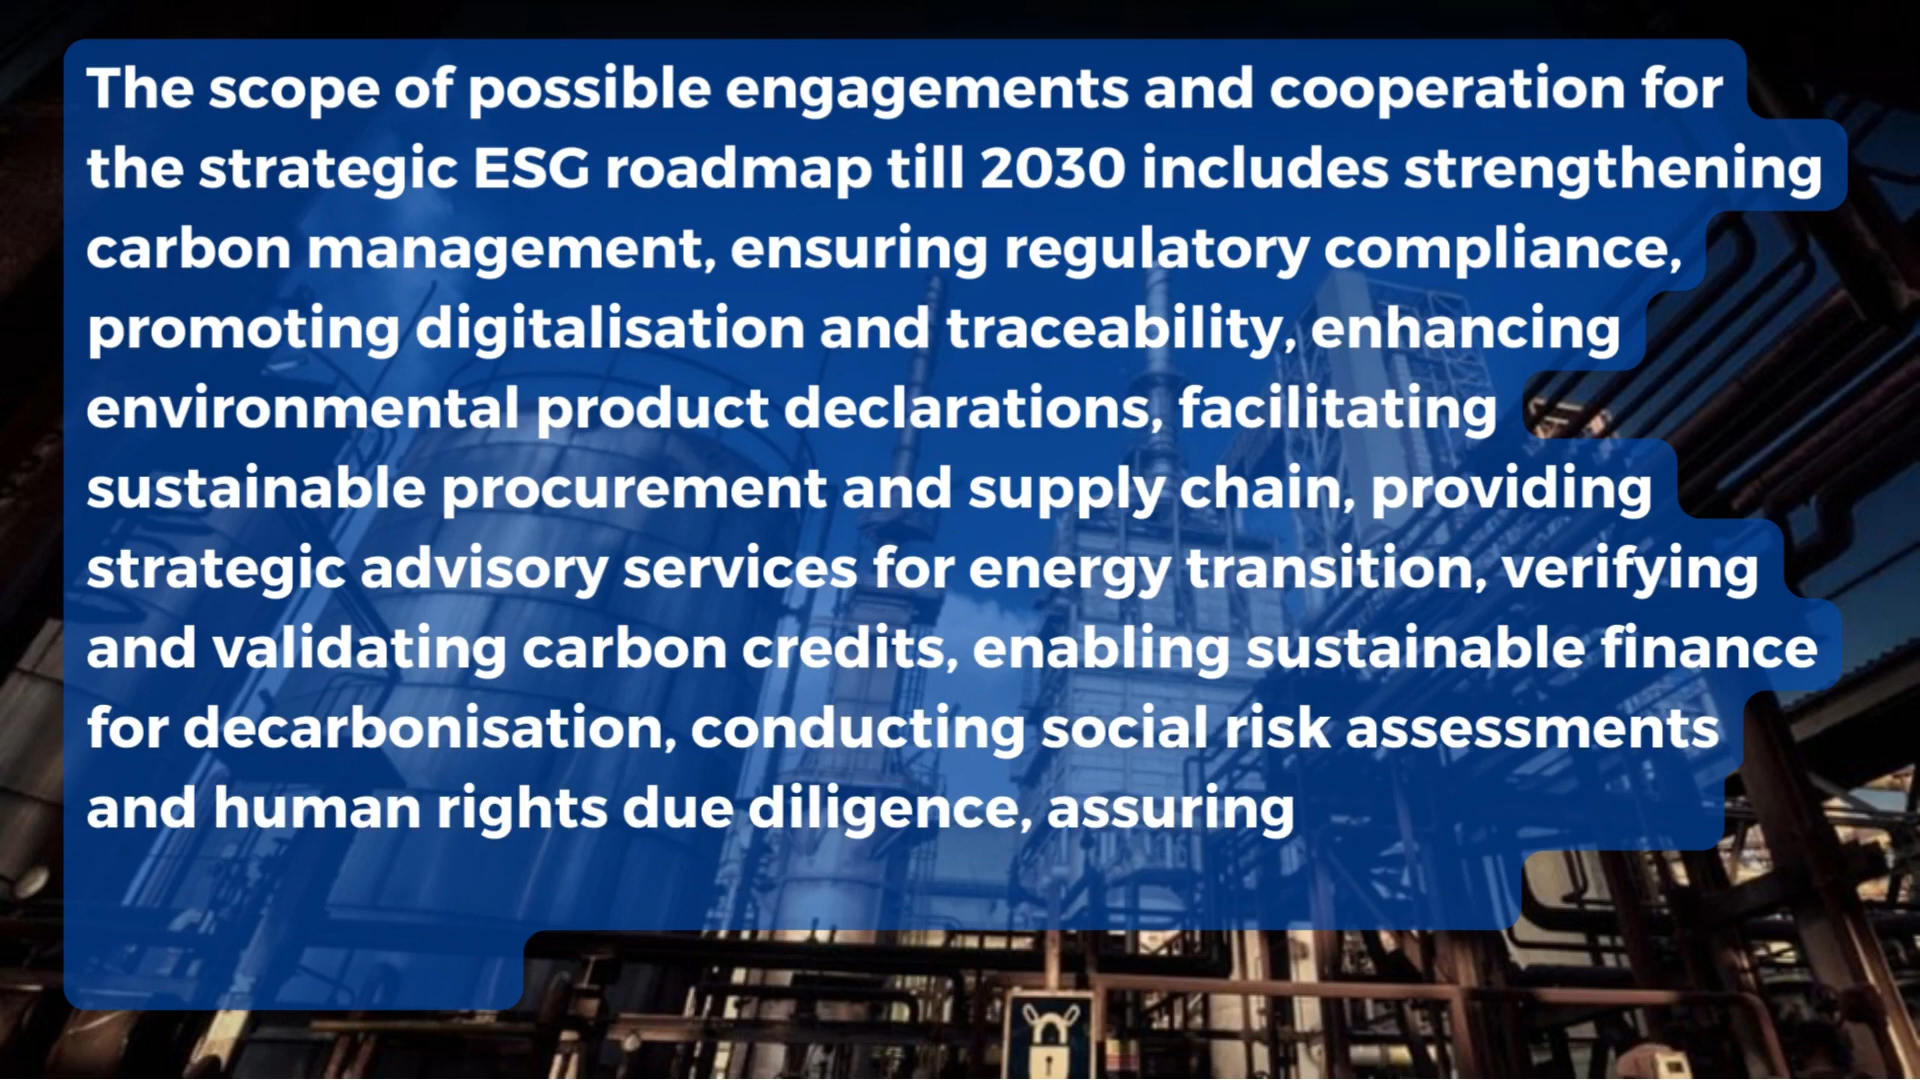 The scope of possible engagements and cooperation for
the strategic ESG roadmap till 2030 includes strengthening
carbon management, ensuring regulatory compliance,
promoting digitalisation and traceability, enhancing
environmental product declarations, facilitating
sustainable procurement and supply chain, providing
strategic advisory services for energy transition, verifying
and validating carbon credits, enabling sustainable finance
for decarbonisation, conducting social risk assessments
and human rights due diligence, assuring